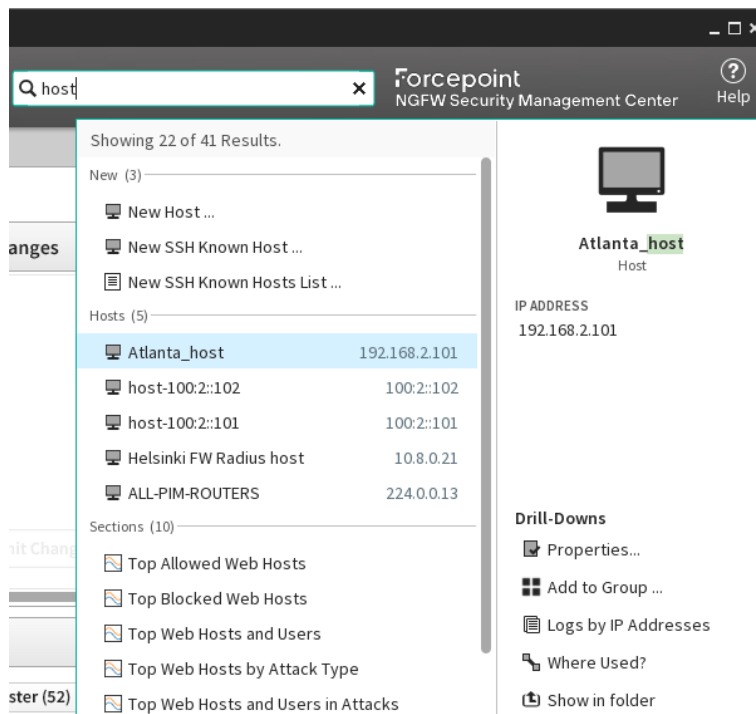 host
Forcepoint
NGFW Security Management Center
Help
Showing 22 of 41 Results.
New (3)
New Host ...
New SSH Known Host ...
New SSH Known Hosts List ...
Hosts (5)
Atlanta_host 192.168.2.101
host-100:2::102 100:2::102
host-100:2::101 100:2::101
Helsinki FW Radius host 10.8.0.21
ALL-PIM-ROUTERS 224.0.0.13
Sections (10)
Top Allowed Web Hosts
Top Blocked Web Hosts
Top Web Hosts and Users
Top Web Hosts by Attack Type
Top Web Hosts and Users in Attacks
anges
nit Chang
ster (52)
Atlanta_host
Host
IP ADDRESS
192.168.2.101
Drill-Downs
Properties...
Add to Group ...
Logs by IP Addresses
Where Used?
Show in folder